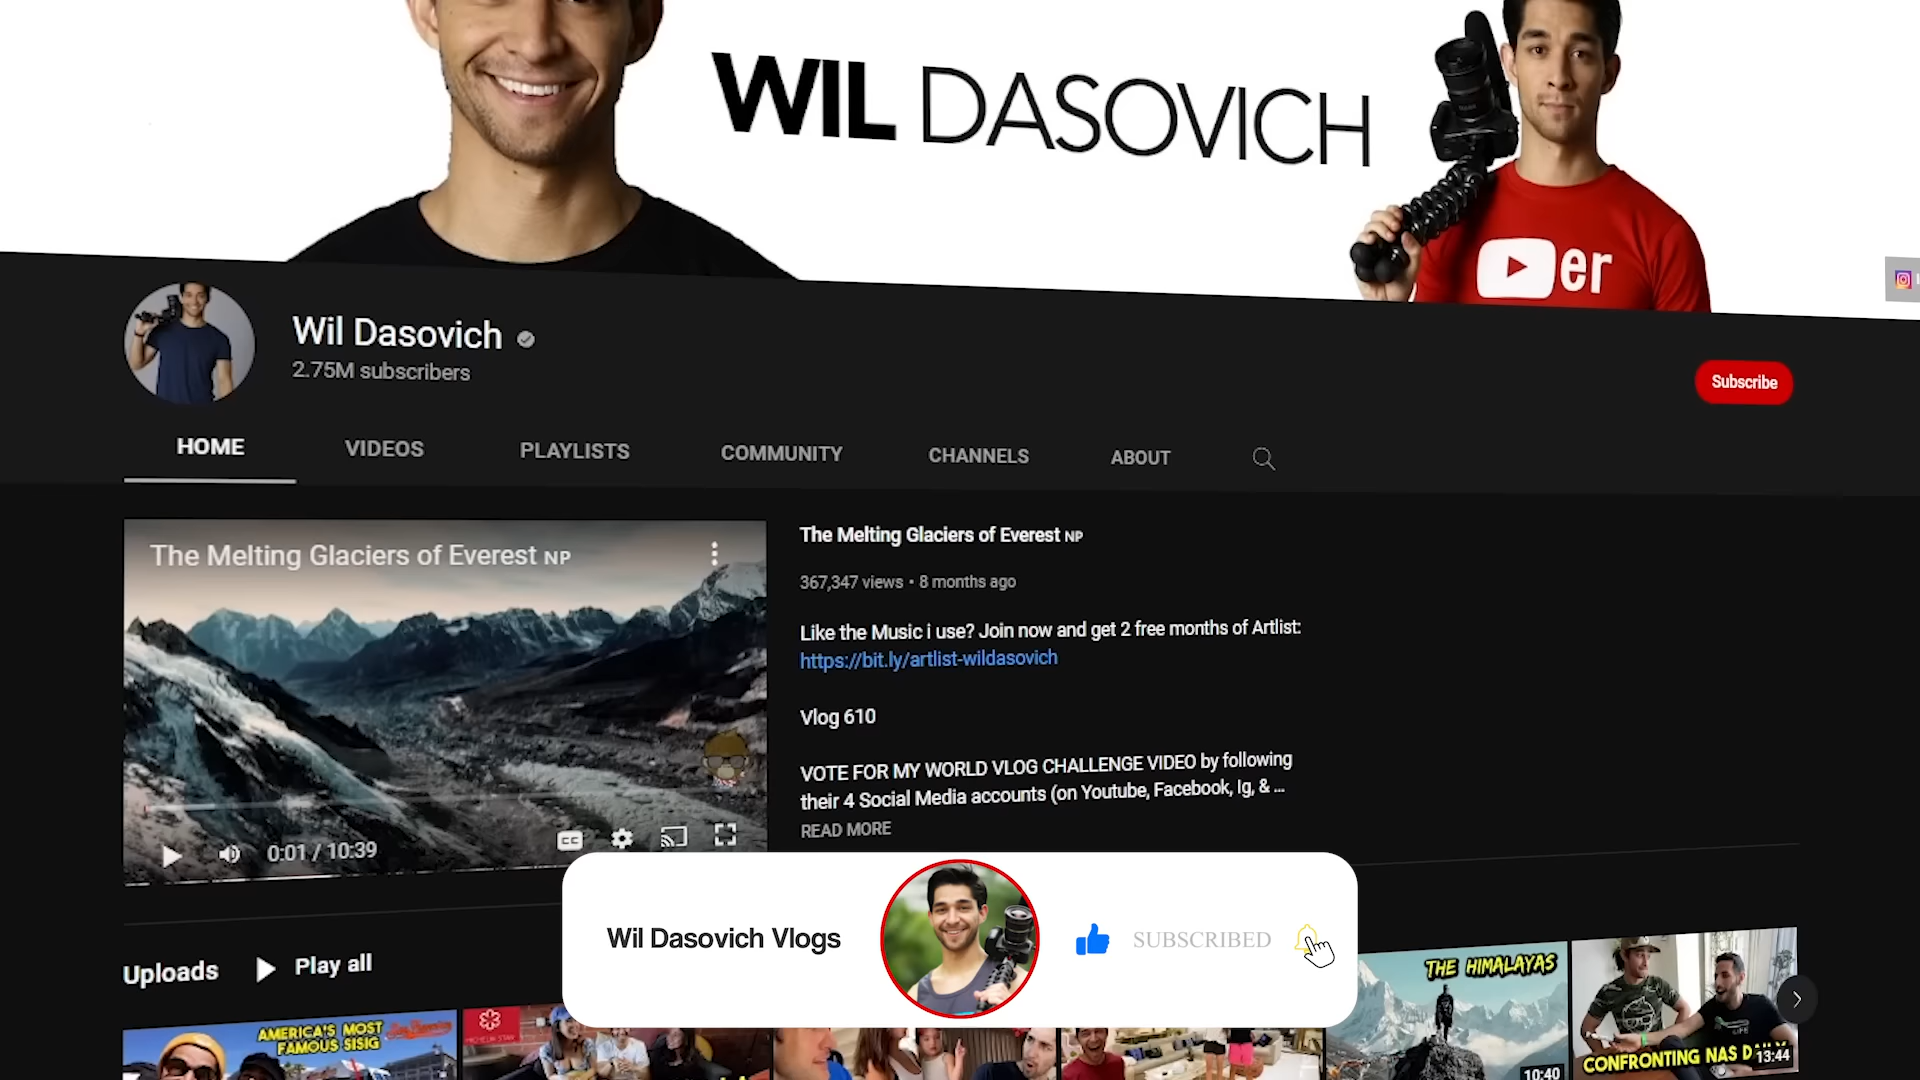 WIL DASOVICH
er
Wil Dasovich
2.75M subscribers
Subscribe
HOME
VIDEOS
PLAYLISTS
COMMUNITY
CHANNELS
ABOUT
The Melting Glaciers of Everest NP
0:01 / 10:39
CC
The Melting Glaciers of Everest NP
367,347 views • 8 months ago
Like the Music i use? Join now and get 2 free months of Artlist:
https://bit.ly/artlist-wildasovich
Vlog 610
VOTE FOR MY WORLD VLOG CHALLENGE VIDEO by following
their 4 Social Media accounts (on Youtube, Facebook, Ig, & ...
READ MORE
Wil Dasovich Vlogs
SUBSCRIBED
Uploads
Play all
AMERICA'S MOST
FAMOUS SISIG
MICHELIN STAR
THE HIMALAYAS
10:40
CONFRONTING NAS
13:44